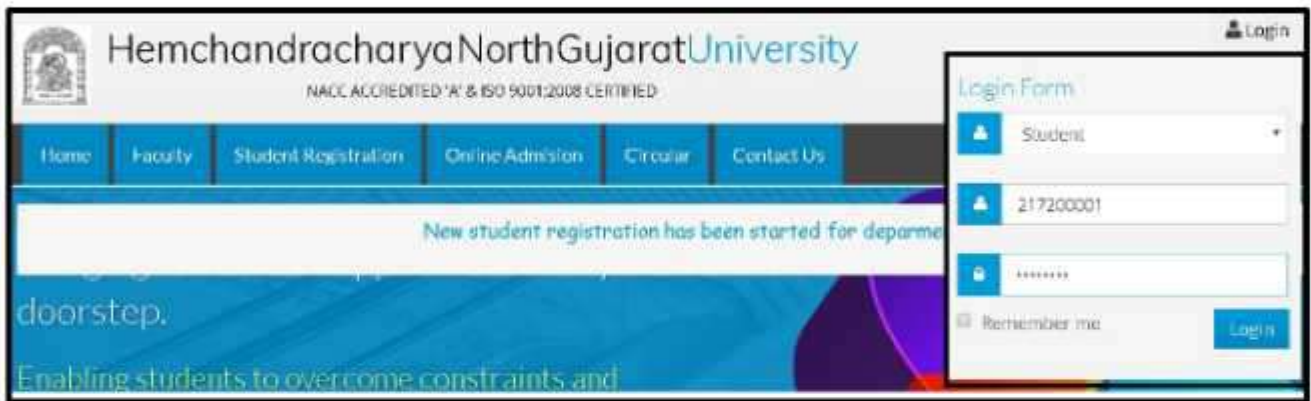 Login
HemchandracharyaNorthGujaratUniversity
NACC ACCREDITED 'A' & ISO 9001:2008 CERTIFIED
Login Form
Student
Home Faculty Student Registration Online Admision Circular Contact Us
217200001
New student registration has been started for deparme
********
doorstep.
Remember me
Login
Enabling students to overcome constraints and